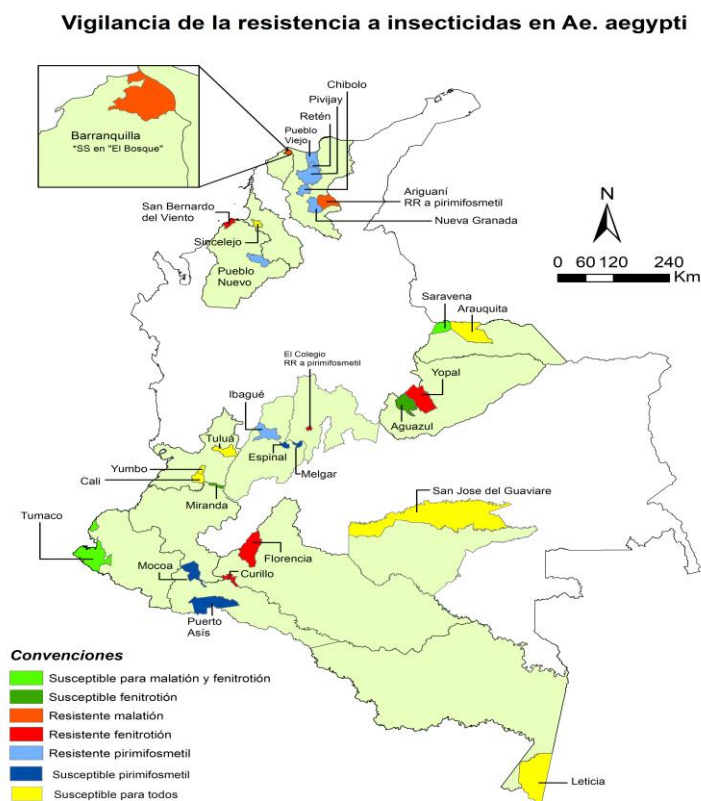 Vigilancia de la resistencia a insecticidas en Ae. aegypti
Chibolo
Pivijay
Retén
Pueblo
Viejo
Barranquilla
*SS en "El Bosque"
Ariguaní
RR a pirimifosmetil
Nueva Granada
San Bernardo
del Viento
Sincelejo
Pueblo
Nuevo
N
0 60 120 240
Km
Saravena
Arauquita
El Colegio
RR a pirimifosmetil
Yopal
Ibagué
Aguazul
Tuluá
Espinal
Yumbo
Melgar
Cali
Miranda
San Jose del Guaviare
Tumaco
Florencia
Mocoa
Curillo
Puerto
Asís
Convenciones
Susceptible para malatión y fenitrotión
Susceptible fenitrotión
Resistente malatión
Resistente fenitrotión
Resistente pirimifosmetil
Susceptible pirimifosmetil
Susceptible para todos
Leticia